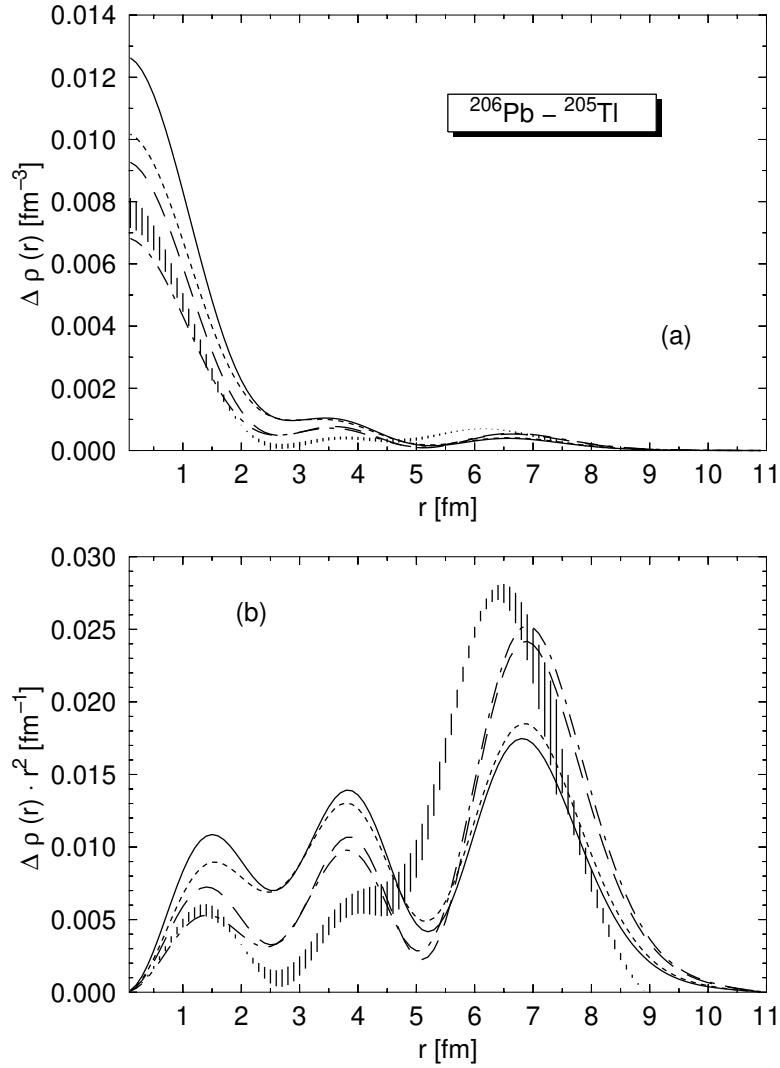 0.014
0.012
0.010
0.008
0.006
0.004
0.002
0.000
Δ ρ (r) [fm⁻³]
²⁰⁶Pb – ²⁰⁵Tl
(a)
1 2 3 4 5 6 7 8 9 10 11
r [fm]
0.030
0.025
0.020
0.015
0.010
0.005
0.000
Δ ρ (r) · r² [fm⁻¹]
(b)
1 2 3 4 5 6 7 8 9 10 11
r [fm]